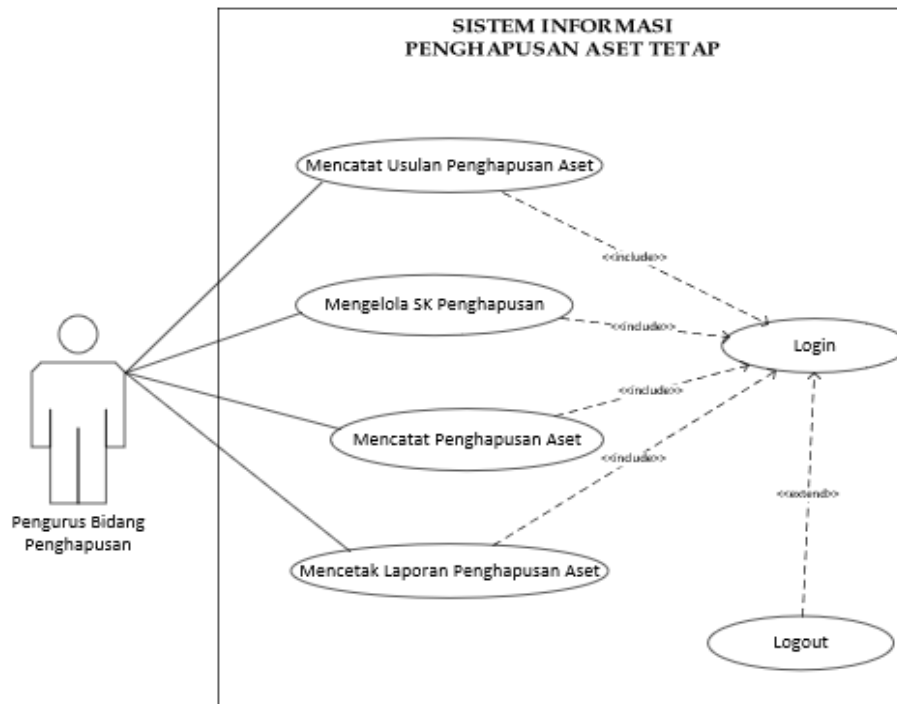 SISTEM INFORMASI
PENGHAPUSAN ASET TETAP
Mencatat Usulan Penghapusan Aset
<<include>>
Mengelola SK Penghapusan
<<include>>
Login
<<include>>
Mencatat Penghapusan Aset
<<include>>
<<extend>>
Pengurus Bidang
Penghapusan
Mencetak Laporan Penghapusan Aset
Logout